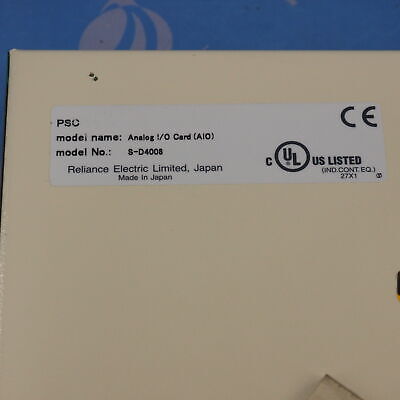 PSC
CE
model name: Analog I/O Card (AIO)
model No.: S-D4008
C UL US LISTED
(IND.CONT. EQ.)
27X1
Reliance Electric Limited, Japan
Made in Japan